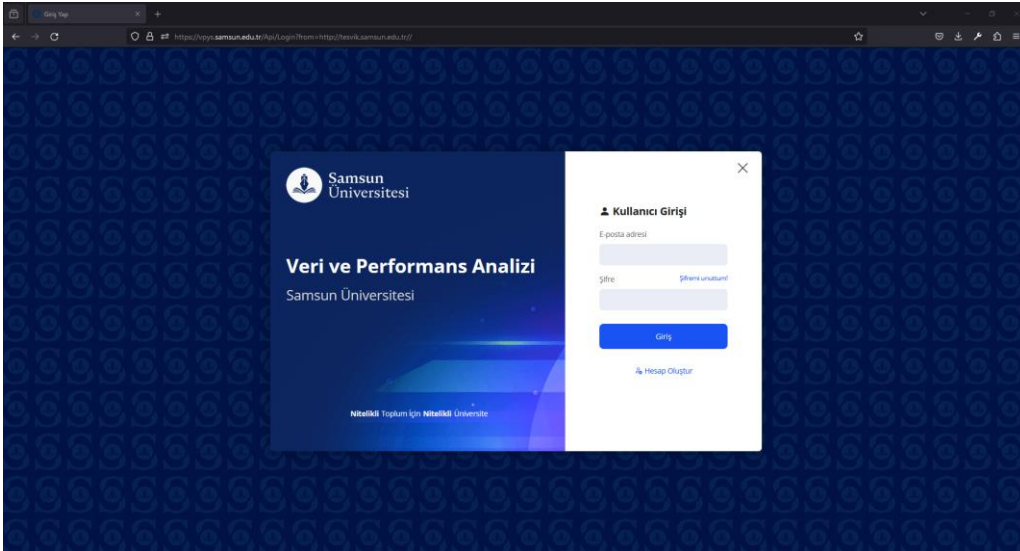 Giriş Yap
https://vpys.samsun.edu.tr/Api/Login?from=http://tesvik.samsun.edu.tr//
Samsun
Üniversitesi
Veri ve Performans Analizi
Samsun Üniversitesi
Nitelikli Toplum İçin Nitelikli Üniversite
Kullanıcı Girişi
E-posta adresi
Şifre Şifremi unuttum!
Giriş
Hesap Oluştur